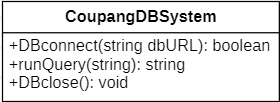 CoupangDBSystem
+DBconnect(string dbURL): boolean
+runQuery(string): string
+DBclose(): void